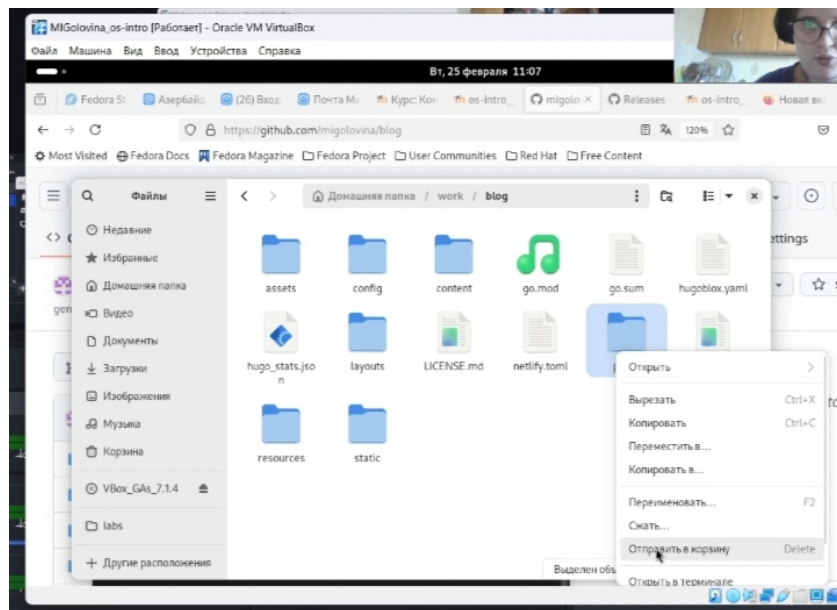 MIGolovina_os-intro [Работает] - Oracle VM VirtualBox
Файл Машина Вид Ввод Устройства Справка
Вт, 25 февраля 11:07
Fedora St Азербайд (26) Вход Почта Ma Курс: Кон os-intro_ migolo Releases os-intro_ Новая вк
https://github.com/migolovina/blog 120%
Most Visited Fedora Docs Fedora Magazine Fedora Project User Communities Red Hat Free Content
Файлы Домашняя папка / work / blog
ettings
Недавние
Избранные
Домашняя папка
Видео
Документы
Загрузки
Изображения
Музыка
Корзина
VBox_GAs_7.1.4
labs
+ Другие расположения
gen
assets config content go.mod go.sum hugoblox.yaml
hugo_stats.jso
n
layouts LICENSE.md netlify.toml
resources static
Открыть
Вырезать Ctrl+X
Копировать Ctrl+C
Переместить в...
Копировать в...
Переименовать... F2
Сжать...
Отправить в корзину Delete
Открыть в терминале
Выделен объ